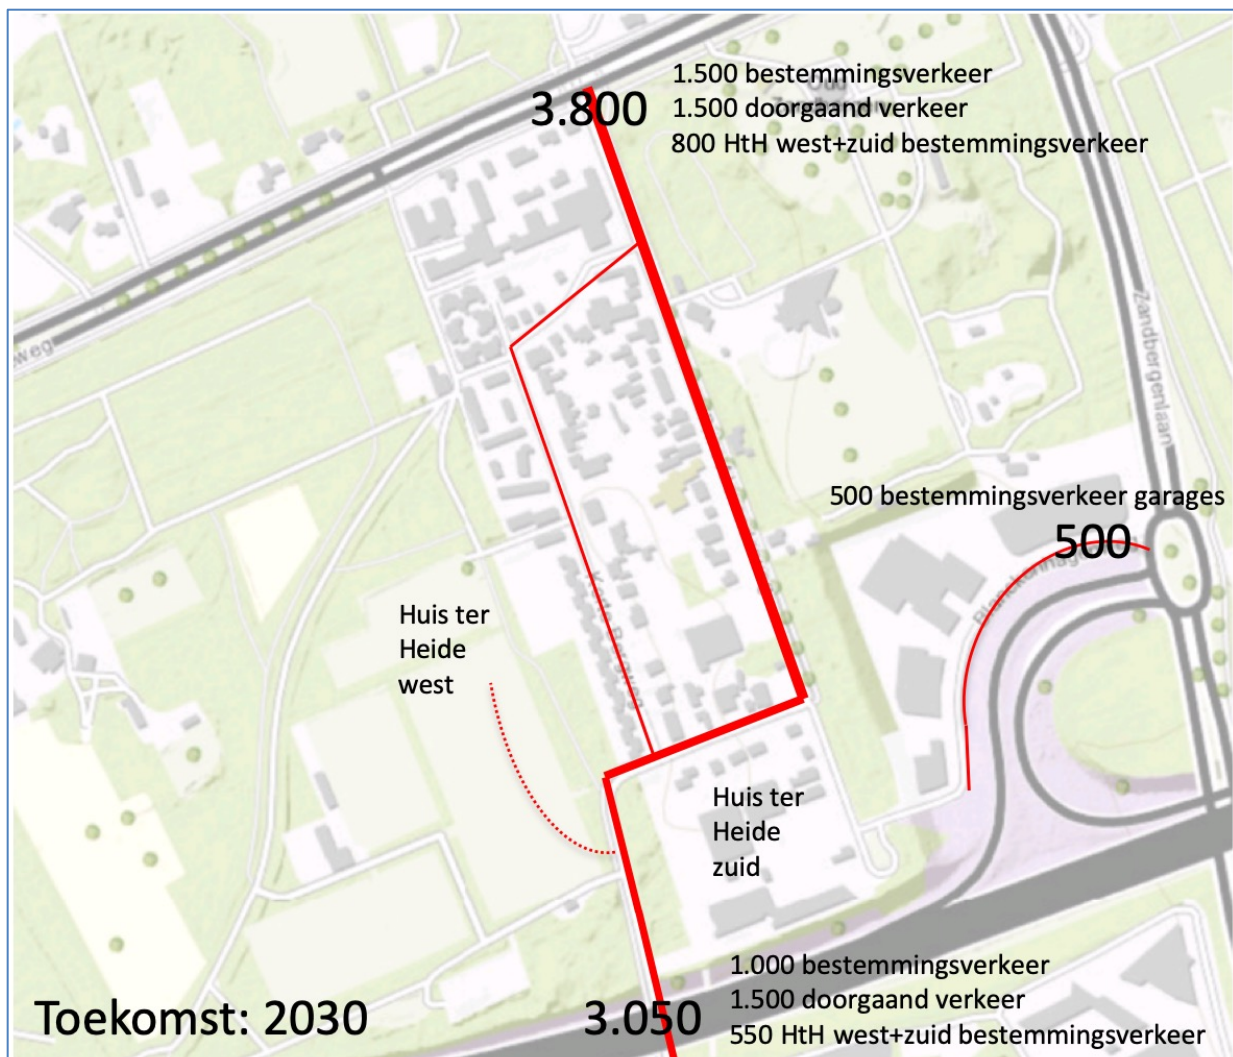 1.500 bestemmingsverkeer
3.800
1.500 doorgaand verkeer
800 HtH west+zuid bestemmingsverkeer
weg
Zandbergenlaan
500 bestemmingsverkeer garages
500
Huis ter
Heide
west
Huis ter
Heide
zuid
1.000 bestemmingsverkeer
Toekomst: 2030
3.050
1.500 doorgaand verkeer
550 HtH west+zuid bestemmingsverkeer